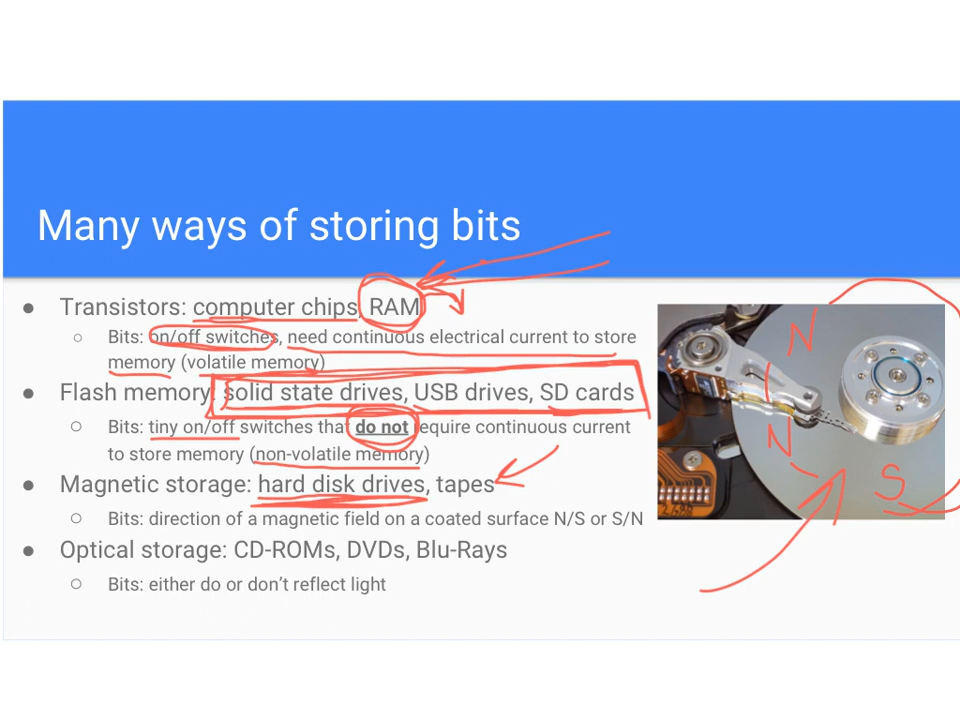 Many ways of storing bits
● Transistors: computer chips, RAM
○ Bits: on/off switches, need continuous electrical current to store
memory (volatile memory)
● Flash memory: solid state drives, USB drives, SD cards
○ Bits: tiny on/off switches that do not require continuous current
to store memory (non-volatile memory)
● Magnetic storage: hard disk drives, tapes
○ Bits: direction of a magnetic field on a coated surface N/S or S/N
● Optical storage: CD-ROMs, DVDs, Blu-Rays
○ Bits: either do or don’t reflect light
N
N
S